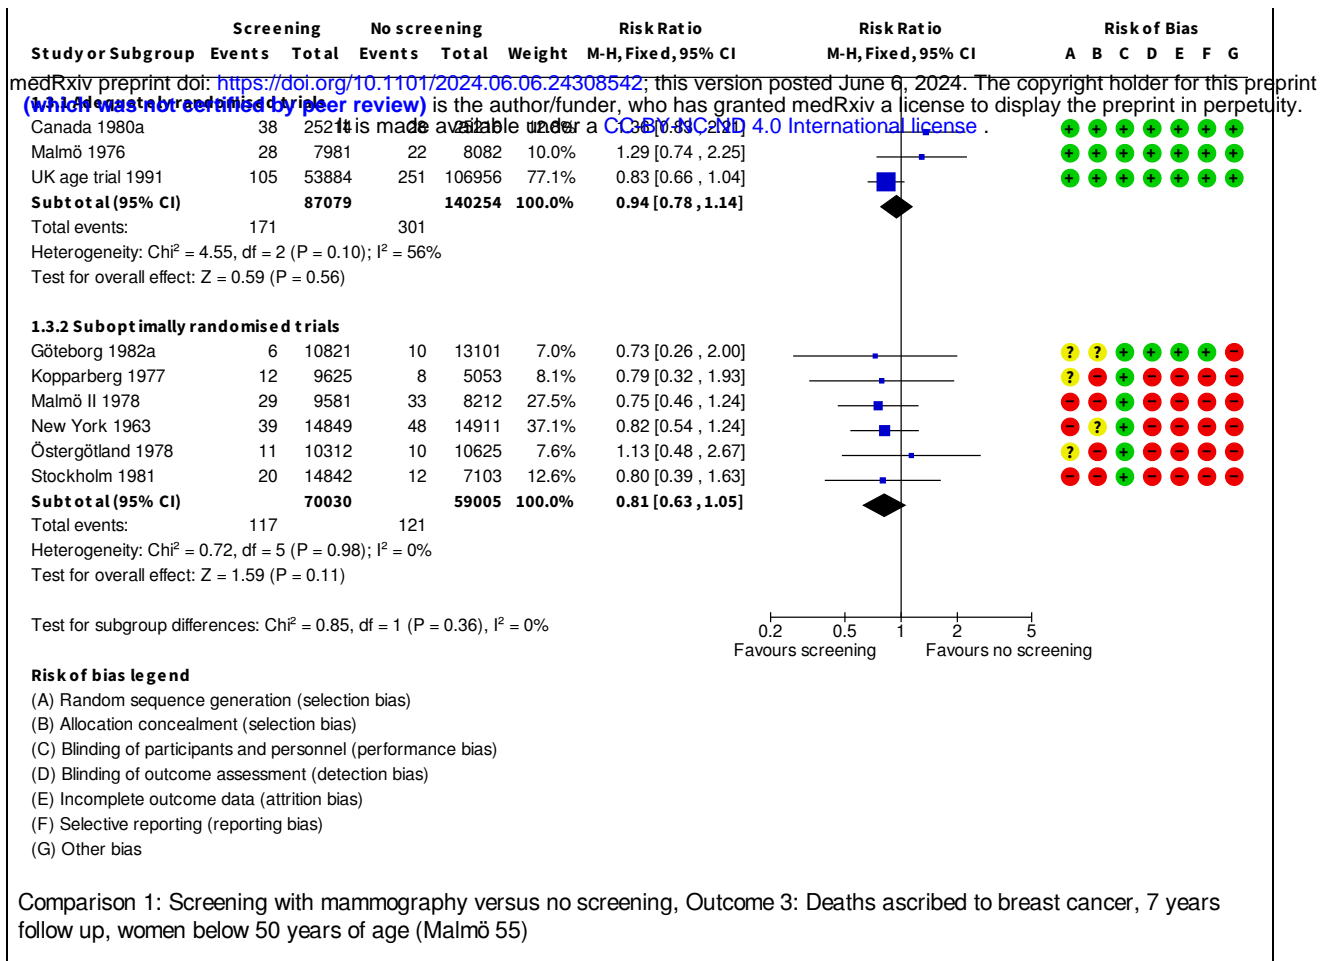 Screening No screening Risk Ratio Risk Ratio Risk of Bias
Study or Subgroup Events Total Events Total Weight M-H, Fixed, 95% CI M-H, Fixed, 95% CI A B C D E F G
medRxiv preprint doi: https://doi.org/10.1101/2024.06.06.24308542; this version posted June 6, 2024. The copyright holder for this preprint
(which was not certified by peer review) is the author/funder, who has granted medRxiv a license to display the preprint in perpetuity.
1.3.1 Adequately randomised trials
It is made available under a CC-BY-NC-ND 4.0 International license .
Canada 1980a 38 25214 28 25216 1.36 [0.83 , 2.21] + + + + + + +
Malmö 1976 28 7981 22 8082 10.0% 1.29 [0.74 , 2.25] + + + + + + +
UK age trial 1991 105 53884 251 106956 77.1% 0.83 [0.66 , 1.04] + + + + + + +
Subtotal (95% CI) 87079 140254 100.0% 0.94 [0.78 , 1.14]
Total events: 171 301
Heterogeneity: Chi² = 4.55, df = 2 (P = 0.10); I² = 56%
Test for overall effect: Z = 0.59 (P = 0.56)
1.3.2 Suboptimally randomised trials
Göteborg 1982a 6 10821 10 13101 7.0% 0.73 [0.26 , 2.00] ? ? + + + + −
Kopparberg 1977 12 9625 8 5053 8.1% 0.79 [0.32 , 1.93] ? − + − − − −
Malmö II 1978 29 9581 33 8212 27.5% 0.75 [0.46 , 1.24] − − + − − − −
New York 1963 39 14849 48 14911 37.1% 0.82 [0.54 , 1.24] − ? + − − − −
Östergötland 1978 11 10312 10 10625 7.6% 1.13 [0.48 , 2.67] ? − + − − − −
Stockholm 1981 20 14842 12 7103 12.6% 0.80 [0.39 , 1.63] − − + − − − −
Subtotal (95% CI) 70030 59005 100.0% 0.81 [0.63 , 1.05]
Total events: 117 121
Heterogeneity: Chi² = 0.72, df = 5 (P = 0.98); I² = 0%
Test for overall effect: Z = 1.59 (P = 0.11)
Test for subgroup differences: Chi² = 0.85, df = 1 (P = 0.36), I² = 0%
0.2 0.5 1 2 5
Favours screening Favours no screening
Risk of bias legend
(A) Random sequence generation (selection bias)
(B) Allocation concealment (selection bias)
(C) Blinding of participants and personnel (performance bias)
(D) Blinding of outcome assessment (detection bias)
(E) Incomplete outcome data (attrition bias)
(F) Selective reporting (reporting bias)
(G) Other bias
Comparison 1: Screening with mammography versus no screening, Outcome 3: Deaths ascribed to breast cancer, 7 years
follow up, women below 50 years of age (Malmö 55)